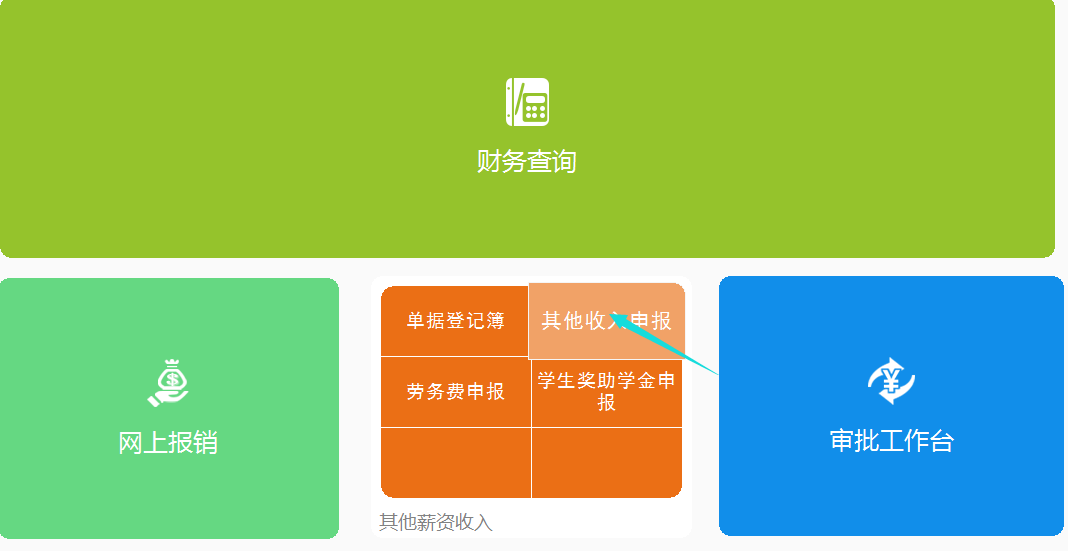 财务查询
单据登记簿
其他收入申报
劳务费申报
学生奖助学金申
报
网上报销
审批工作台
其他薪资收入